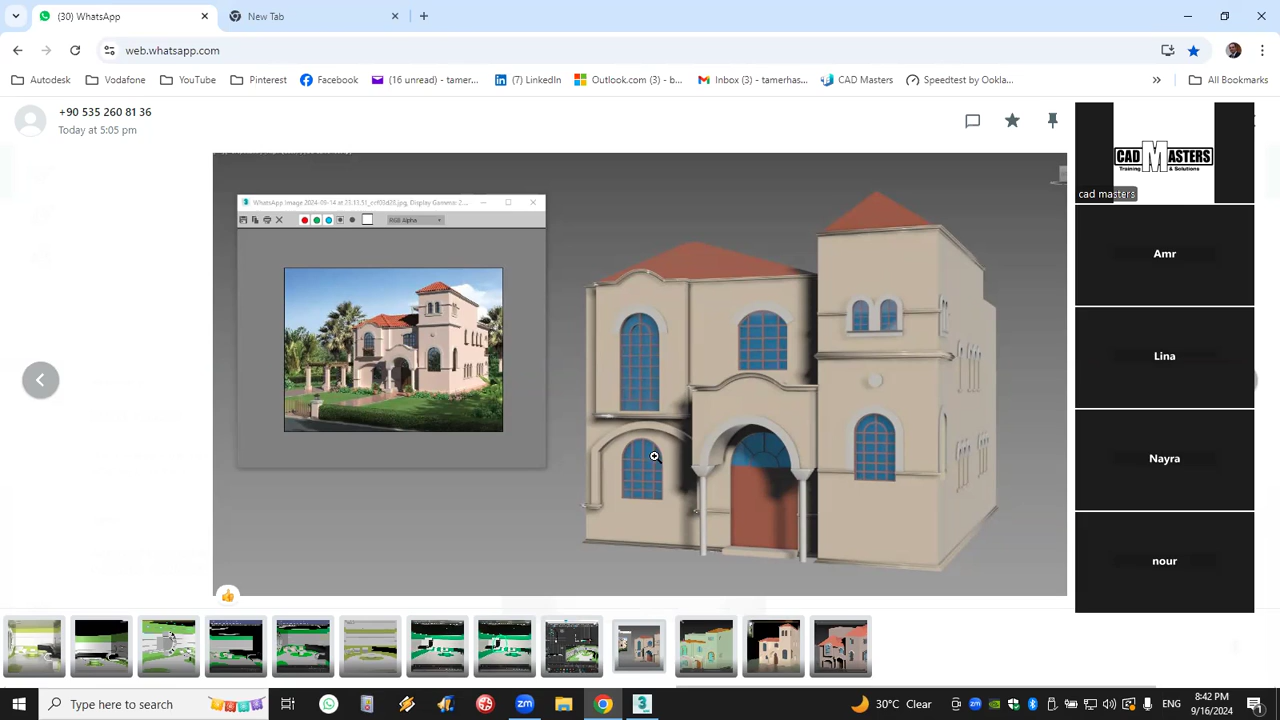 (30) WhatsApp
New Tab
web.whatsapp.com
Autodesk
Vodafone
YouTube
Pinterest
Facebook
(16 unread) - tamer...
(7) LinkedIn
Outlook.com (3) - b...
Inbox (3) - tamerhas...
CAD Masters
Speedtest by Ookla...
All Bookmarks
+90 535 260 81 36
Today at 5:05 pm
CAD MASTERS
Training & Solutions
cad masters
RGB Alpha
Amr
Lina
Nayra
nour
Type here to search
zm
30°C Clear
ENG
8:42 PM
9/16/2024